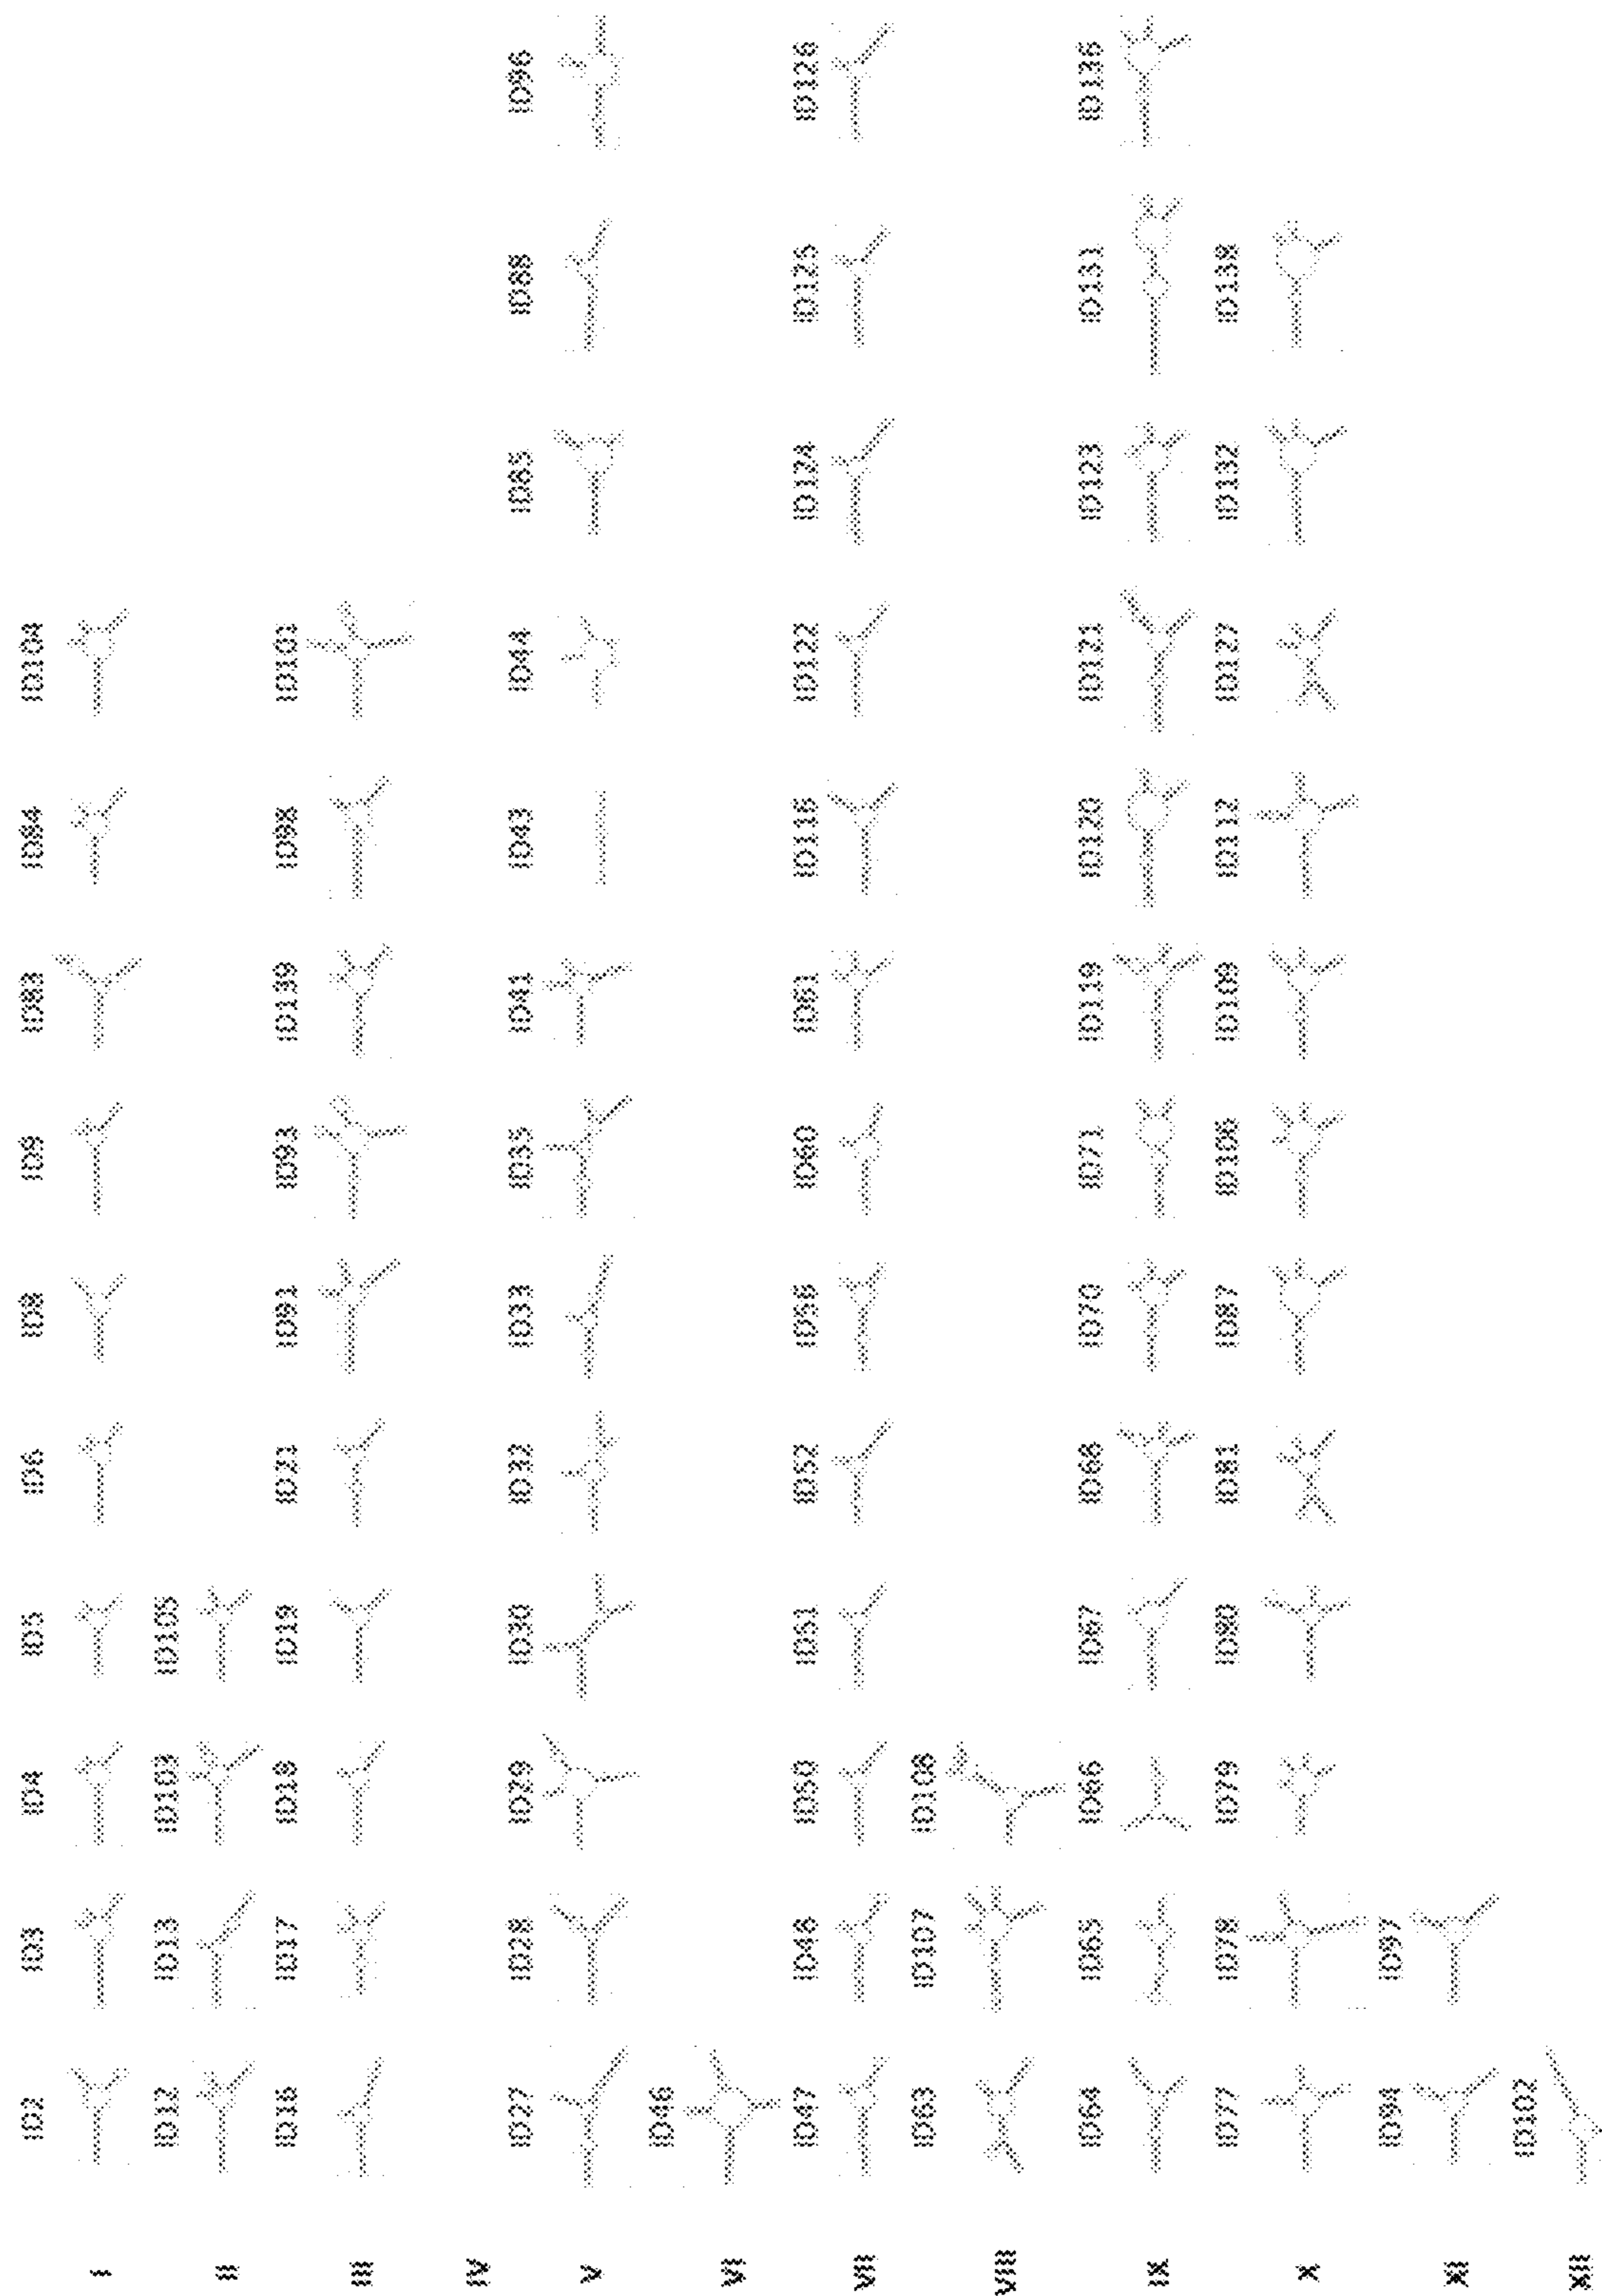 I ID2 ID3 ID4 ID5 ID6 ID8 ID9 ID83 ID84 ID104
II ID12 ID13 ID103 ID105
III ID16 ID17 ID19 ID91 ID93 ID139 ID98 ID101
IV
V ID27 ID28 ID29 ID30 ID32 ID33 ID35 ID41 ID43 ID44 ID85 ID88 ID96
VI ID46
VII ID47 ID48 ID50 ID51 ID52 ID56 ID60 ID61 ID116 ID122 ID124 ID125 ID126
VIII ID63 ID107 ID108
IX ID64 ID65 ID66 ID67 ID68 ID70 ID71 ID119 ID120 ID121 ID123 ID131 ID136
X ID77 ID78 ID79 ID80 ID81 ID87 ID106 ID109 ID112 ID127 ID132 ID138
XI ID94 ID97
XII ID102